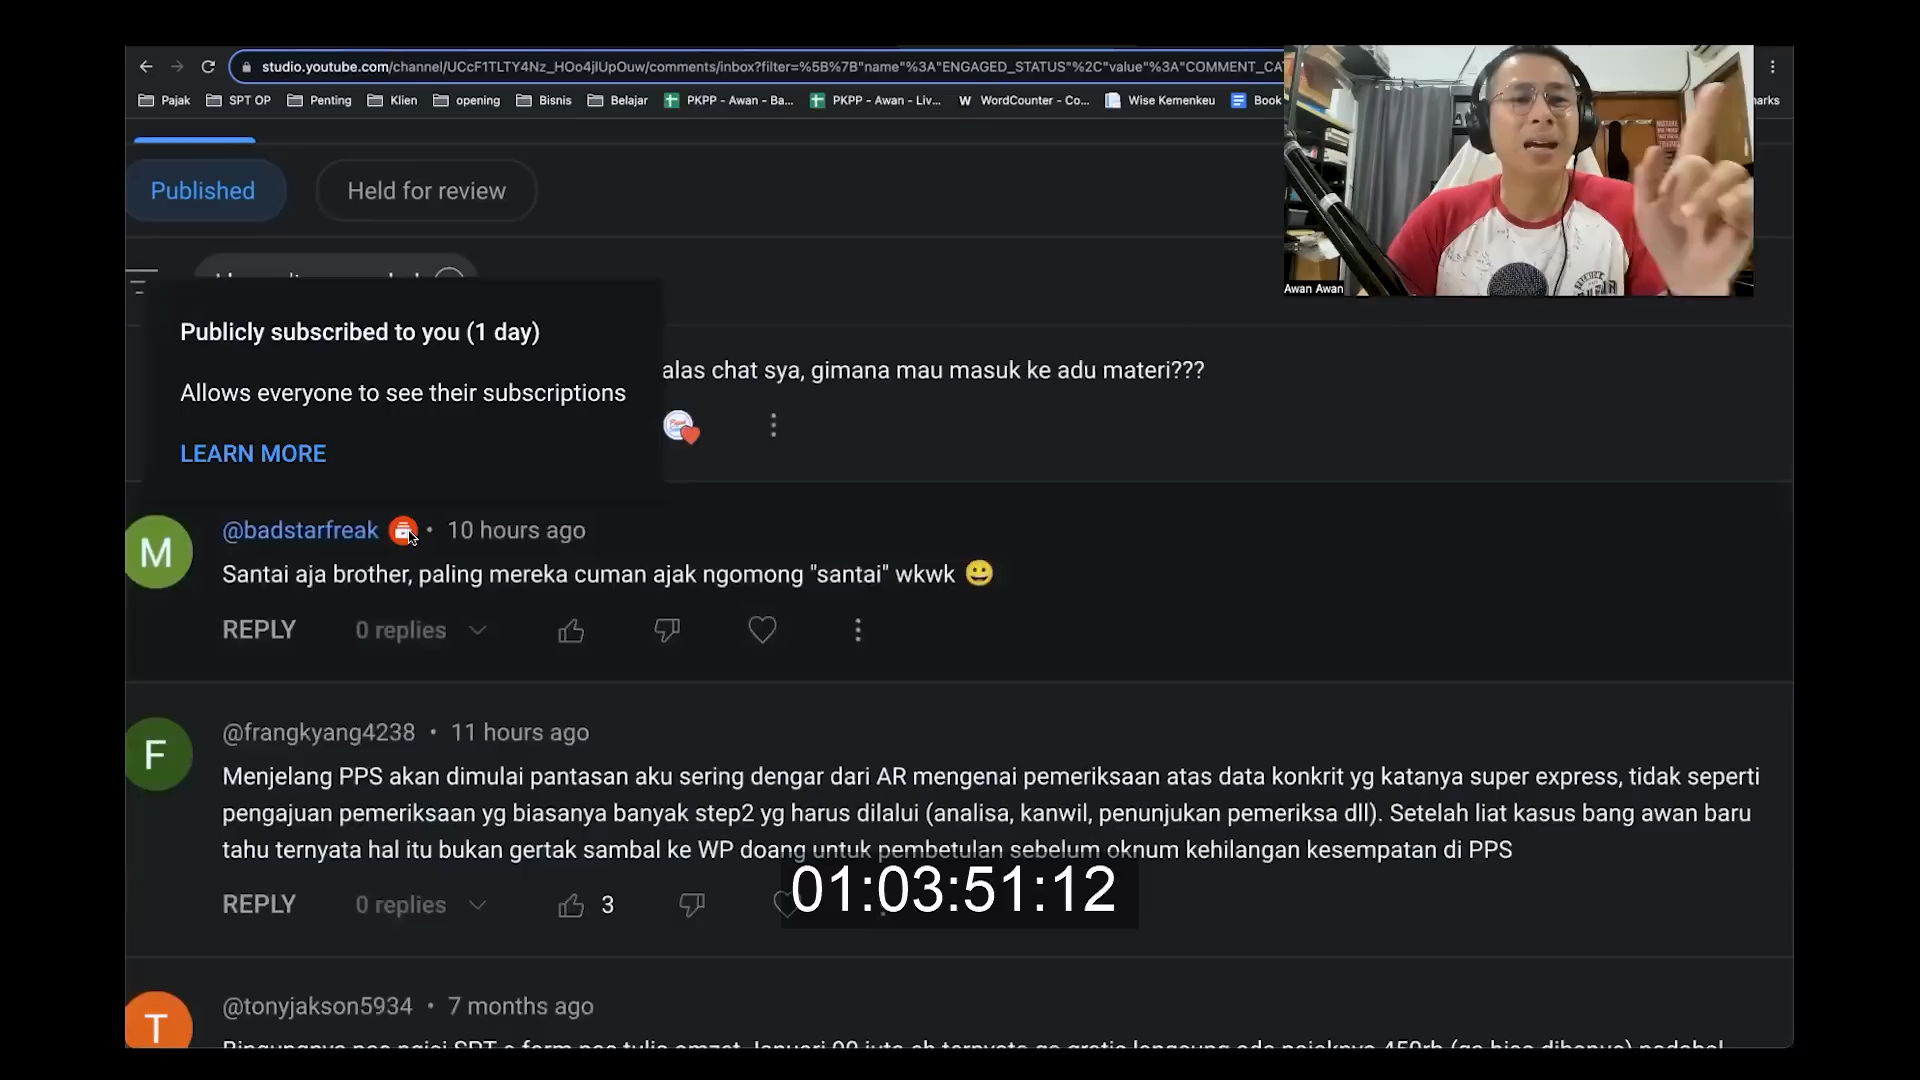 studio.youtube.com/channel/UCcF1TLTY4Nz_HOo4jlUpOuw/comments/inbox?filter=%5B%7B"name"%3A"ENGAGED_STATUS"%2C"value"%3A"COMMENT_CA
Pajak SPT OP Penting Klien opening Bisnis Belajar PKPP - Awan - Ba... PKPP - Awan - Liv... W WordCounter - Co... Wise Kemenkeu Book arks
Awan Awan
Published Held for review
Publicly subscribed to you (1 day)
Allows everyone to see their subscriptions
LEARN MORE
alas chat sya, gimana mau masuk ke adu materi???
M
@badstarfreak • 10 hours ago
Santai aja brother, paling mereka cuman ajak ngomong "santai" wkwk 😀
REPLY 0 replies
F
@frangkyang4238 • 11 hours ago
Menjelang PPS akan dimulai pantasan aku sering dengar dari AR mengenai pemeriksaan atas data konkrit yg katanya super express, tidak seperti
pengajuan pemeriksaan yg biasanya banyak step2 yg harus dilalui (analisa, kanwil, penunjukan pemeriksa dll). Setelah liat kasus bang awan baru
tahu ternyata hal itu bukan gertak sambal ke WP doang untuk pembetulan sebelum oknum kehilangan kesempatan di PPS
REPLY 0 replies 3
01:03:51:12
T
@tonyjakson5934 • 7 months ago